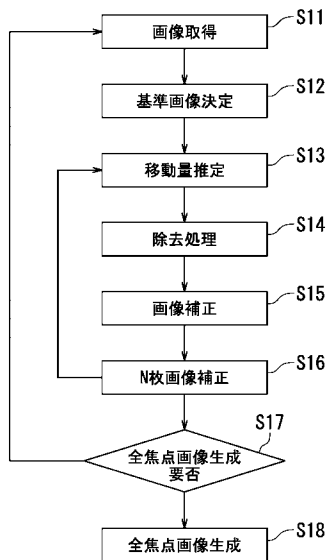 画像取得
S11
基準画像決定
S12
移動量推定
S13
除去処理
S14
画像補正
S15
N枚画像補正
S16
全焦点画像生成
要否
S17
全焦点画像生成
S18